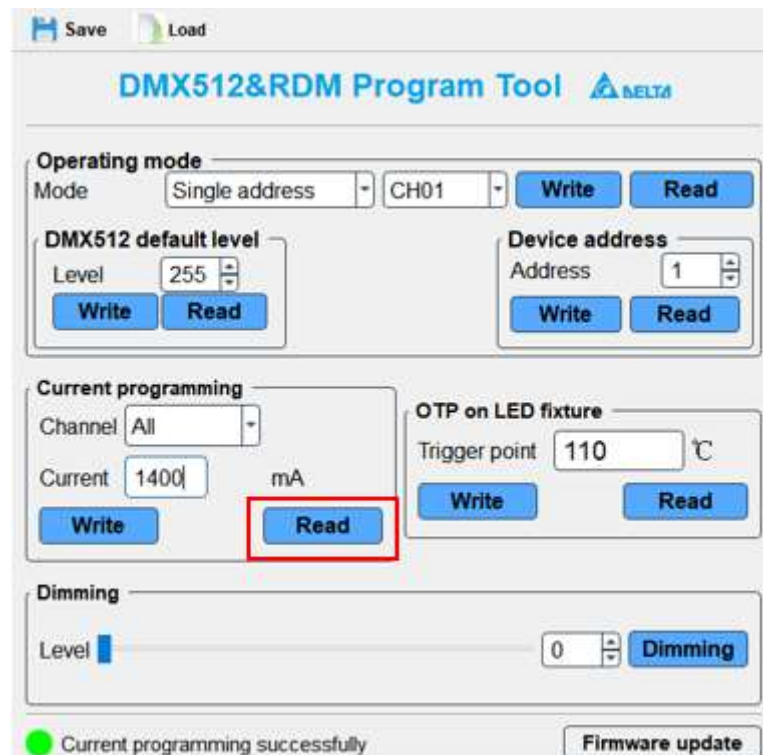 Save Load
DMX512&RDM Program Tool DELTA
Operating mode
Mode Single address CH01 Write Read
DMX512 default level
Level 255
Write Read
Device address
Address 1
Write Read
Current programming
Channel All
Current 1400 mA
Write Read
OTP on LED fixture
Trigger point 110 °C
Write Read
Dimming
Level 0 Dimming
Current programming successfully Firmware update